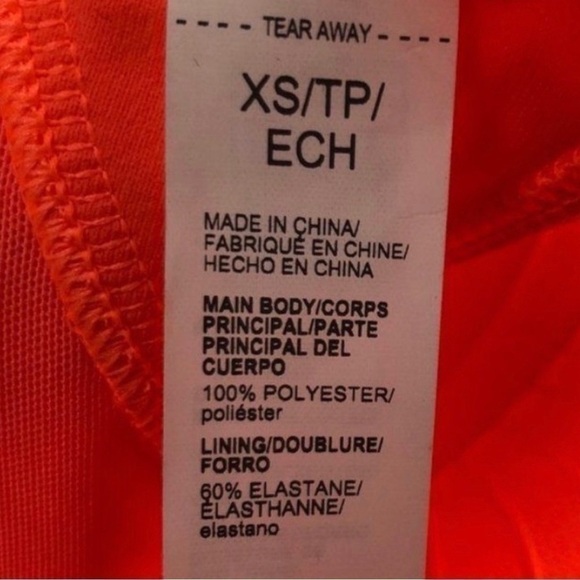 ---- TEAR AWAY ----
XS/TP/
ECH
MADE IN CHINA/
FABRIQUÉ EN CHINE/
HECHO EN CHINA
MAIN BODY/CORPS
PRINCIPAL/PARTE
PRINCIPAL DEL
CUERPO
100% POLYESTER/
poliéster
LINING/DOUBLURE/
FORRO
60% ELASTANE/
ÉLASTHANNE/
elastano